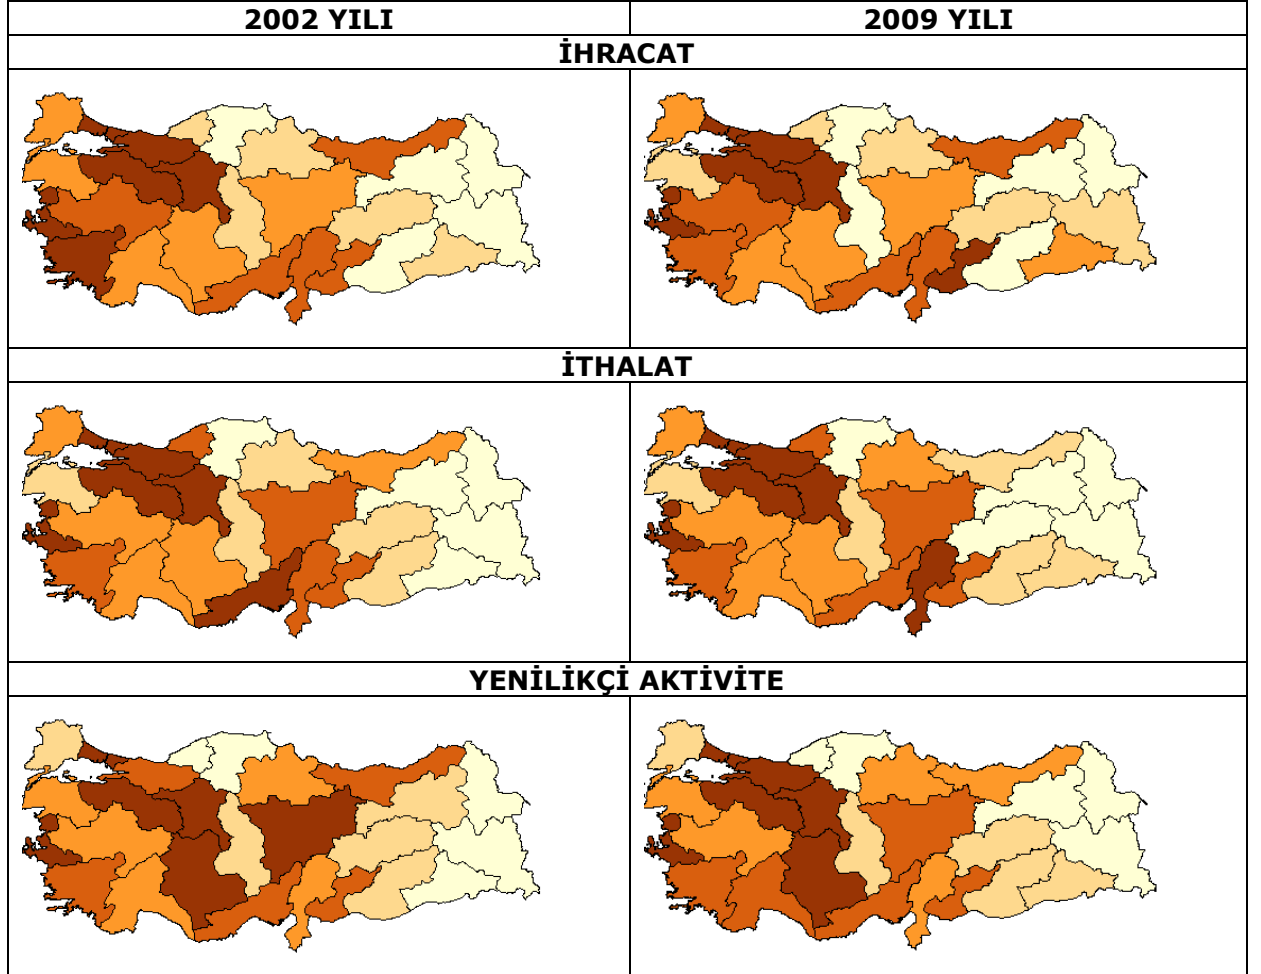 2002 YILI
2009 YILI
İHRACAT
İTHALAT
YENİLİKÇİ AKTİVİTE